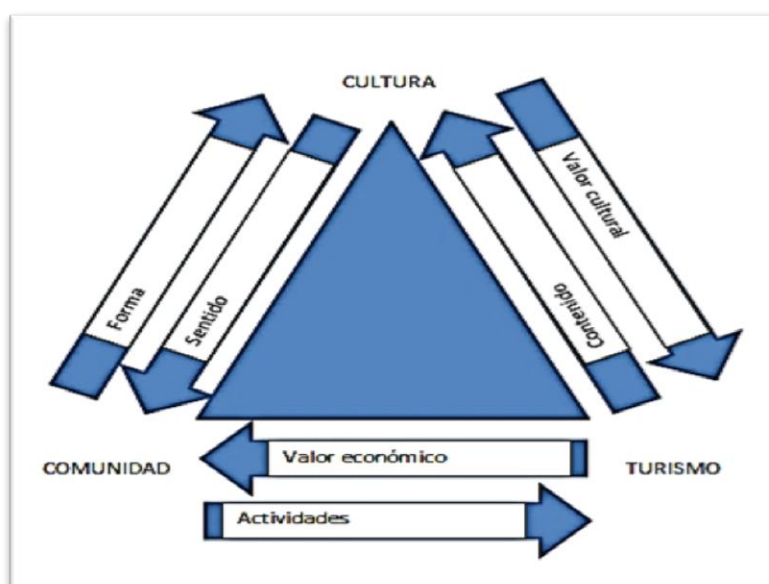 CULTURA
Forma
Sentido
Valor cultural
Contenido
COMUNIDAD
Valor económico
TURISMO
Actividades